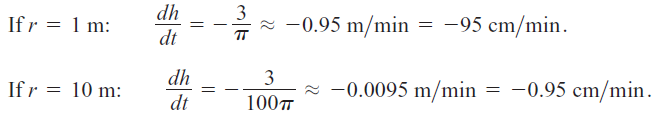 If r = 1 m: dh/dt = −3/π ≈ −0.95 m/min = −95 cm/min.
If r = 10 m: dh/dt = −3/100π ≈ −0.0095 m/min = −0.95 cm/min.